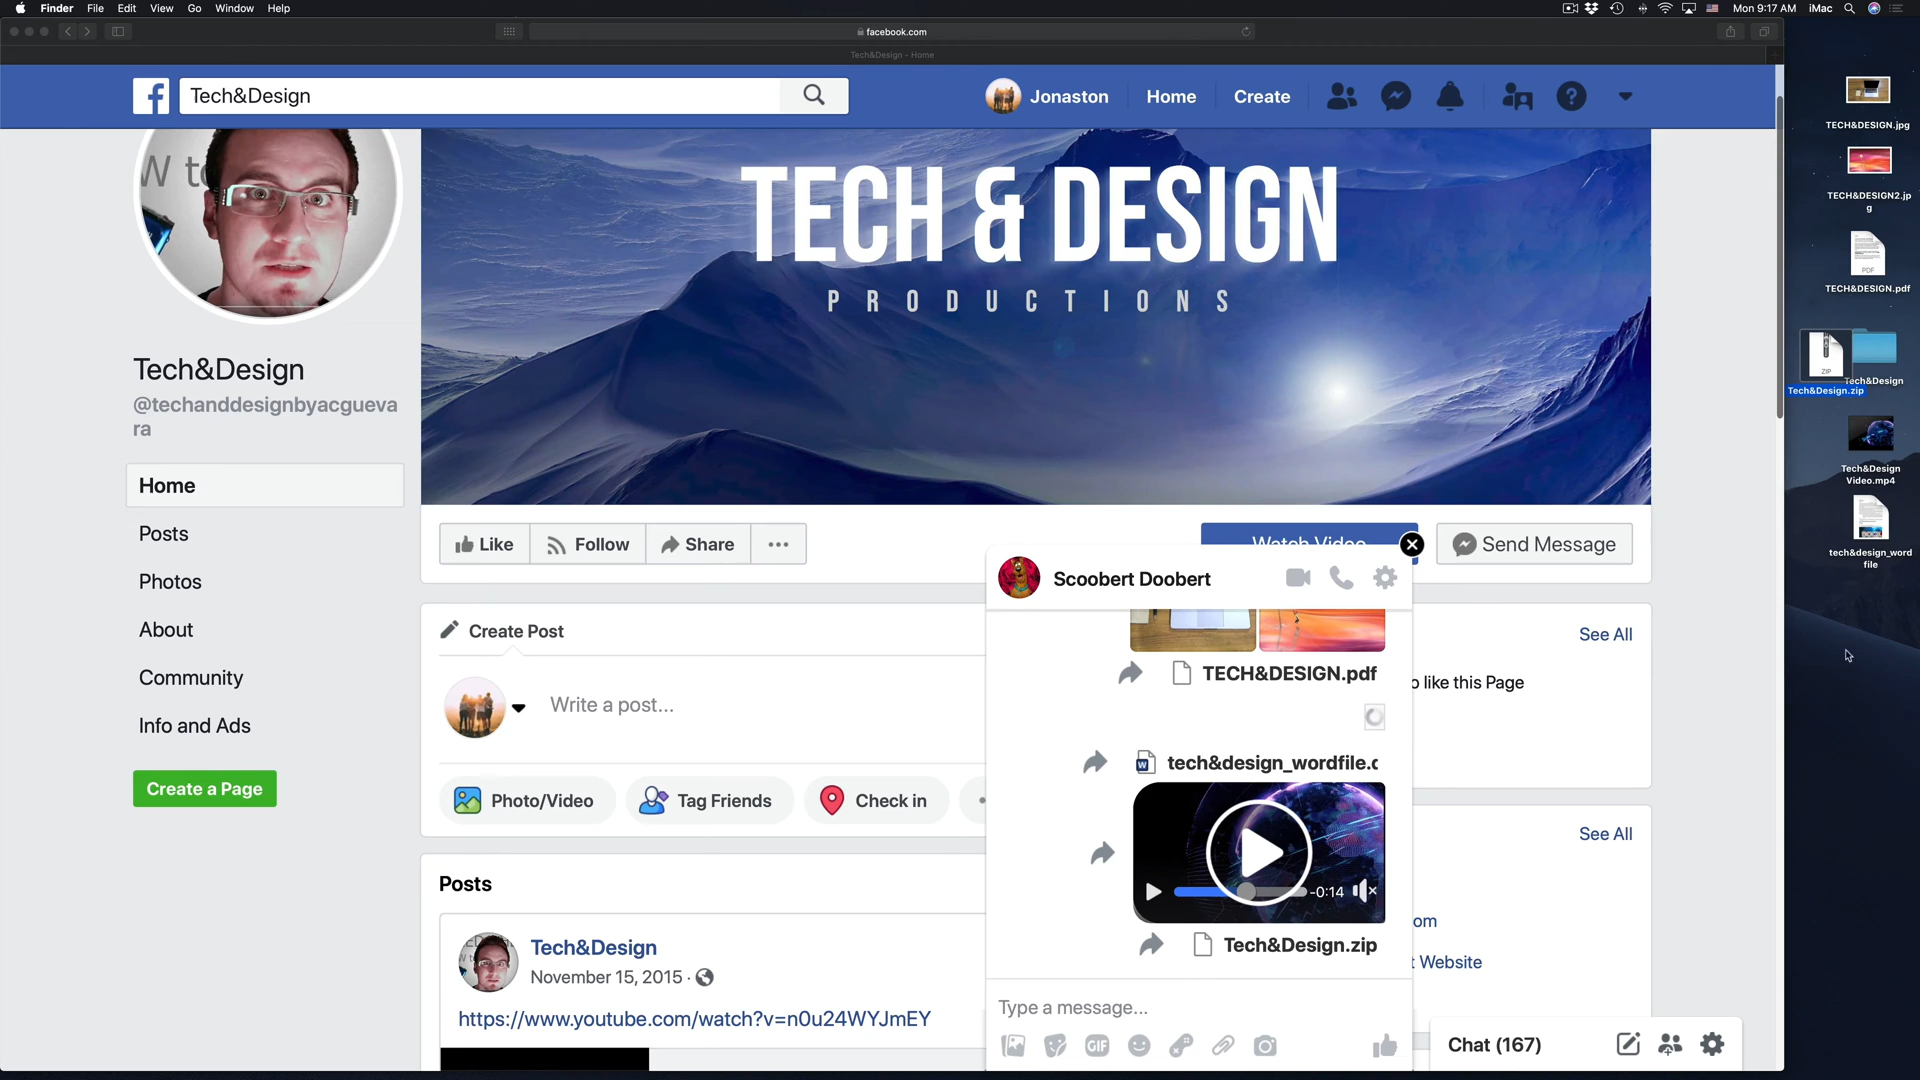 Finder File Edit View Go Window Help
Mon 9:17 AM iMac
facebook.com
Tech&Design - Home
Tech&Design
Jonaston Home Create
TECH&DESIGN.jpg
TECH&DESIGN2.jp
g
TECH&DESIGN.pdf
ZIP
Tech&Design
Tech&Design.zip
Tech&Design
Video.mp4
tech&design_word
file
W to
TECH & DESIGN
PRODUCTIONS
Tech&Design
@techanddesignbyacgueva
ra
Home
Posts
Photos
About
Community
Info and Ads
Create a Page
Like Follow Share
Watch Video
Send Message
Create Post
Write a post...
Photo/Video Tag Friends Check in
Posts
Tech&Design
November 15, 2015
https://www.youtube.com/watch?v=n0u24WYJmEY
Scoobert Doobert
TECH&DESIGN.pdf
tech&design_wordfile.c
-0:14
Tech&Design.zip
Type a message...
GIF
See All
o like this Page
See All
om
t Website
Chat (167)